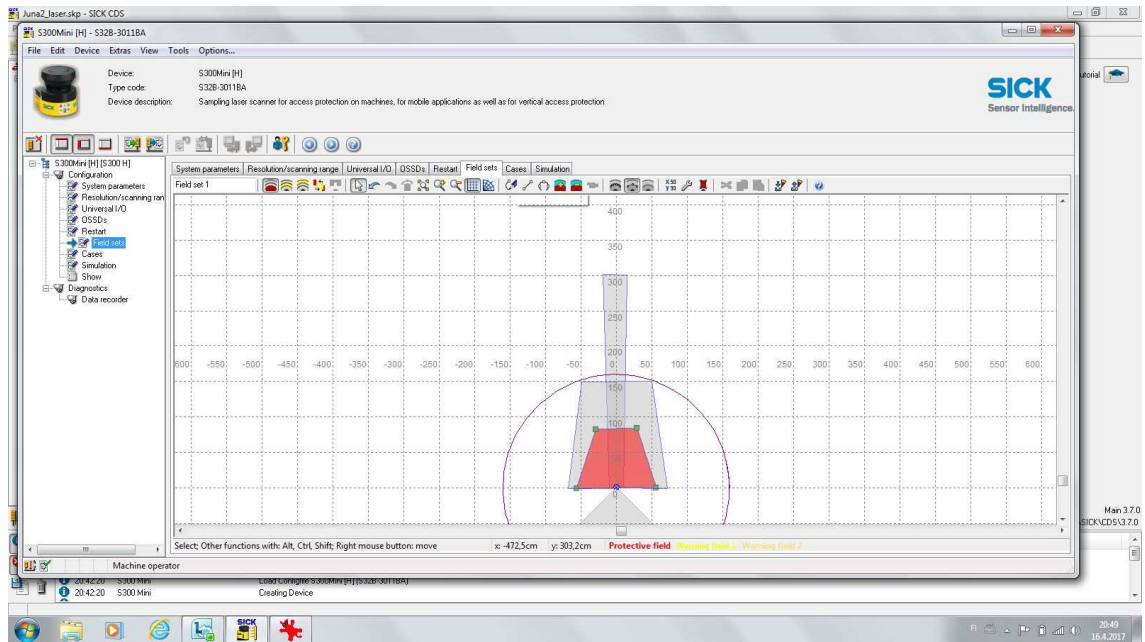 Juna2_laser.skp - SICK CDS
S300Mini [H] - S32B-3011BA
File Edit Device Extras View Tools Options...
Device: S300Mini [H]
Type code: S32B-3011BA
Device description: Sampling laser scanner for access protection on machines, for mobile applications as well as for vertical access protection
SICK
Sensor Intelligence.
utorial
S300Mini [H] [S300 H]
Configuration
System parameters
Resolution/scanning ran
Universal I/O
OSSDs
Restart
Field sets
Cases
Simulation
Show
Diagnostics
Data recorder
System parameters Resolution/scanning range Universal I/O OSSDs Restart Field sets Cases Simulation
Field set 1
400
350
300
250
200
600 -550 -500 -450 -400 -350 -300 -250 -200 -150 -100 -50 0 50 100 150 200 250 300 350 400 450 500 550 600
150
100
50
0
Select; Other functions with: Alt, Ctrl, Shift; Right mouse button: move x: -472,5cm y: 303,2cm Protective field Warning field 1 Warning field 2
Main 3.7.0
\SICK\CDS\3.7.0
Machine operator
20:42:20 S300 Mini Load Configfile S300Mini [H] [S32B-3011BA]
20:42:20 S300 Mini Creating Device
SICK
FI 20:49
16.4.2017